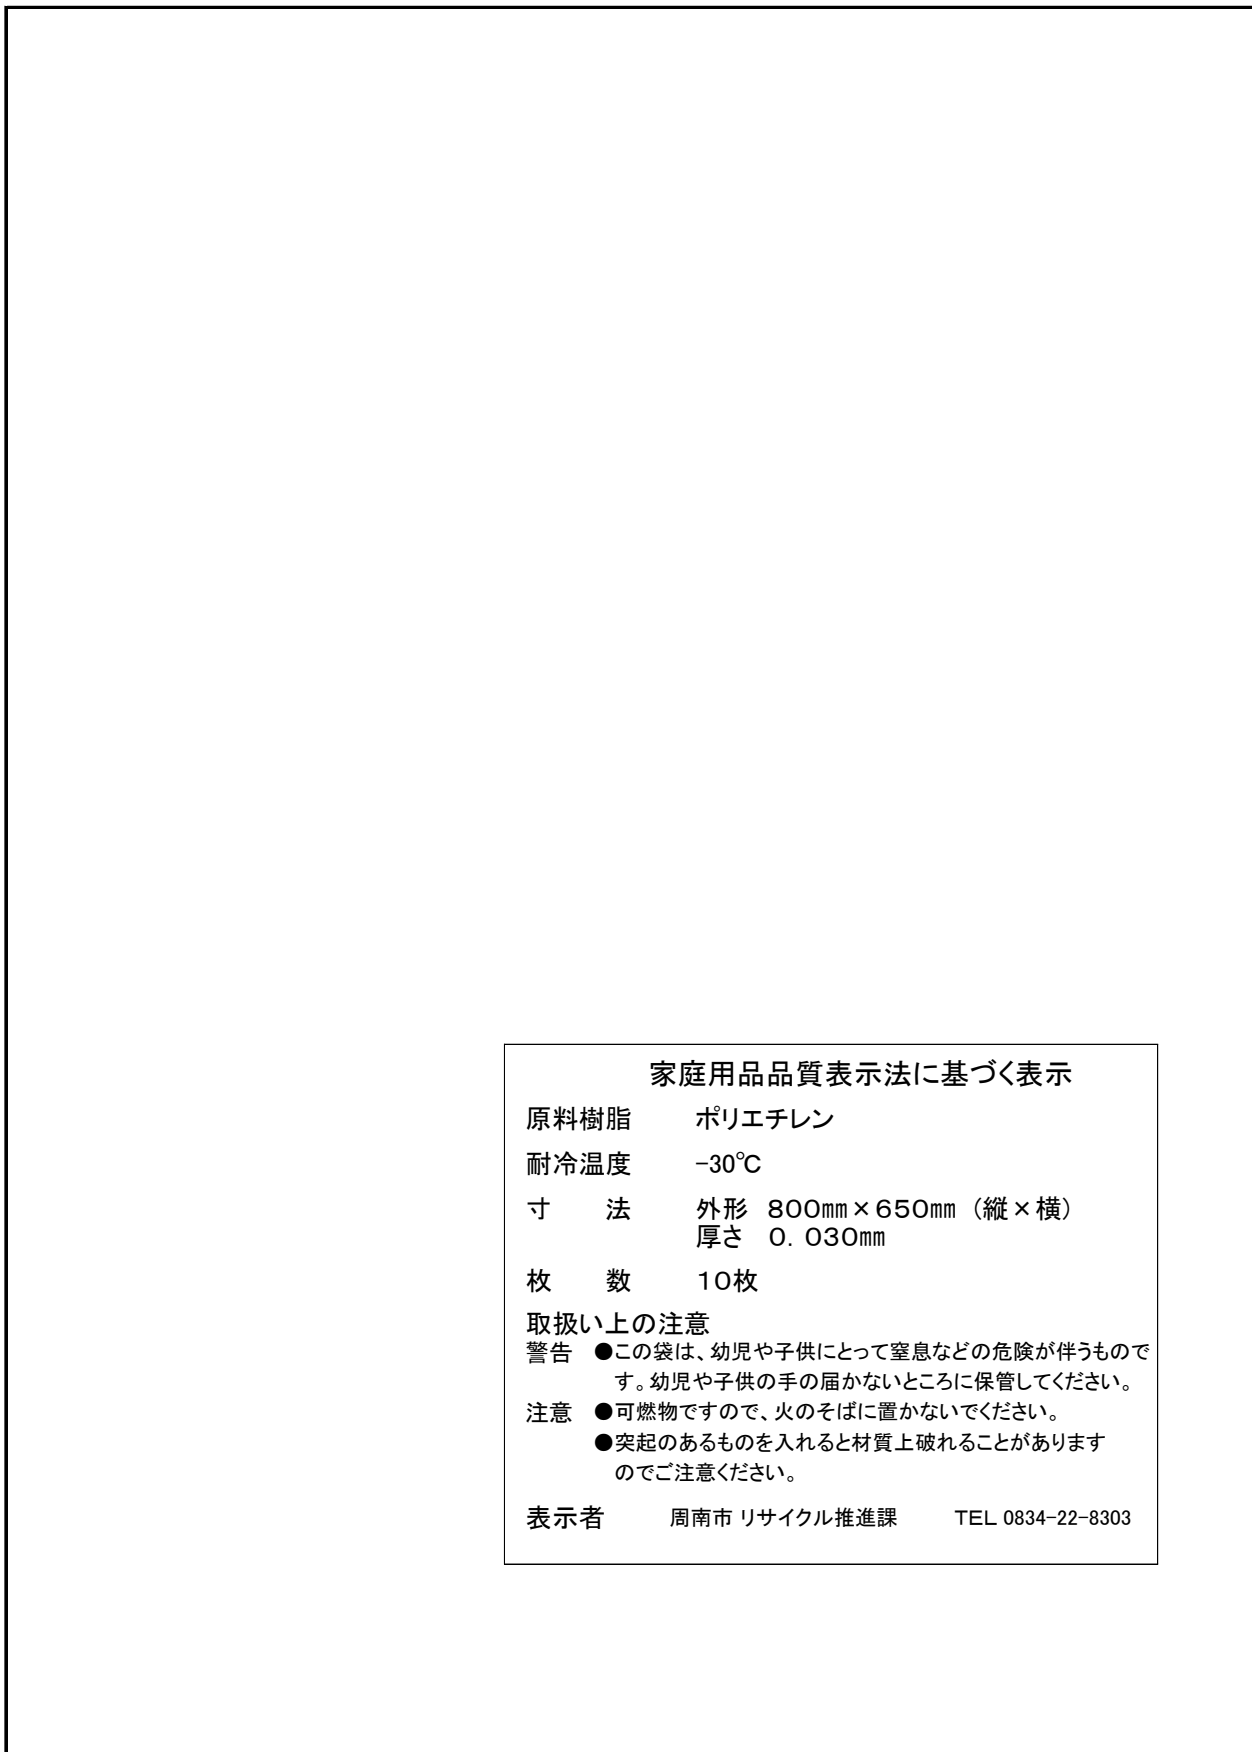 家庭用品品質表示法に基づく表示
原料樹脂 ポリエチレン
耐冷温度 -30℃
寸 法 外形 800㎜×650㎜（縦×横）
厚さ 0.030㎜
枚 数 10枚
取扱い上の注意
警告 ●この袋は、幼児や子供にとって窒息などの危険が伴うもので
す。幼児や子供の手の届かないところに保管してください。
注意 ●可燃物ですので、火のそばに置かないでください。
●突起のあるものを入れると材質上破れることがあります
のでご注意ください。
表示者 周南市 リサイクル推進課 TEL 0834-22-8303